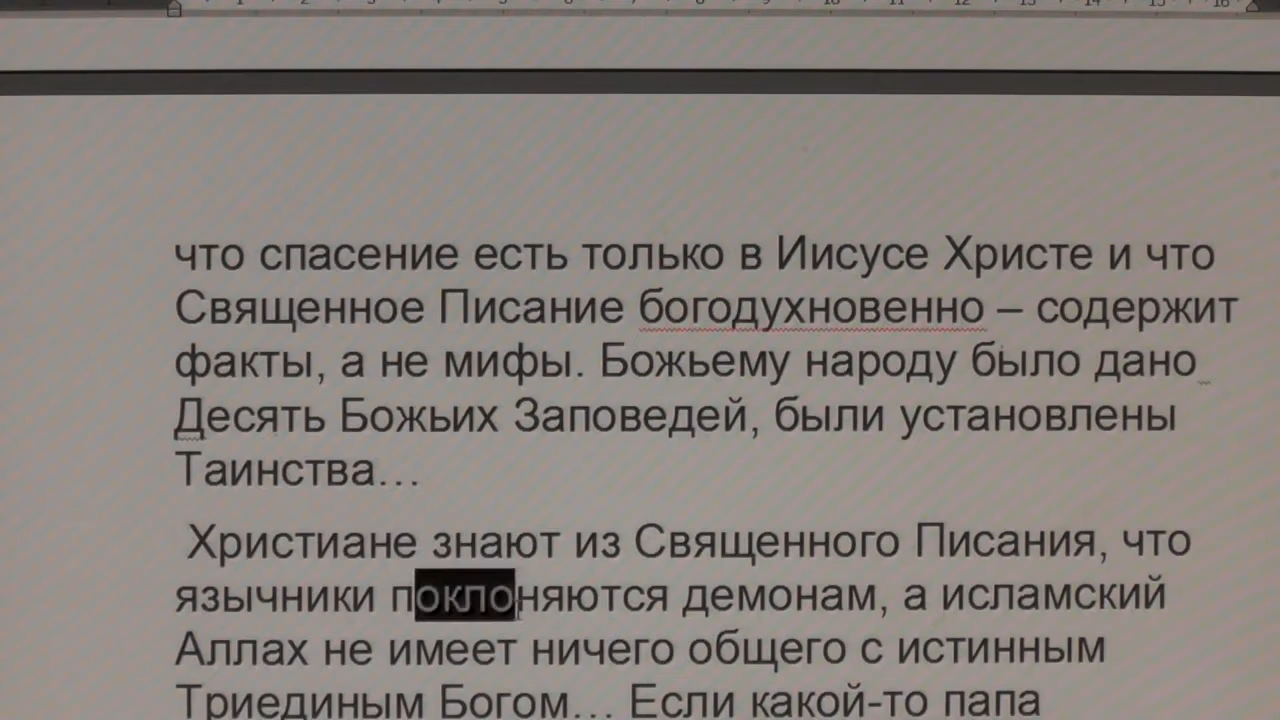 что спасение есть только в Иисусе Христе и что
Священное Писание богодухновенно – содержит
факты, а не мифы. Божьему народу было дано
Десять Божьих Заповедей, были установлены
Таинства…
Христиане знают из Священного Писания, что
язычники поклоняются демонам, а исламский
Аллах не имеет ничего общего с истинным
Триединым Богом… Если какой-то папа